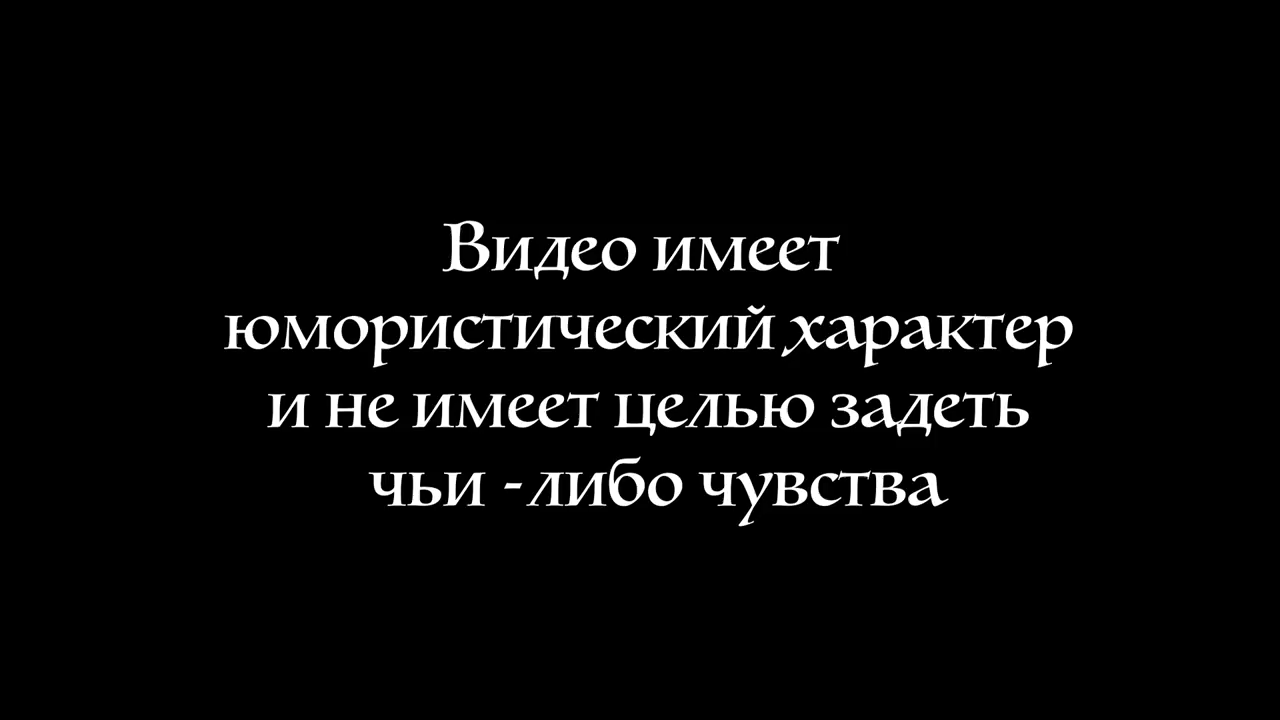 Видео имеет
юмористический характер
и не имеет целью задеть
чьи -либо чувства